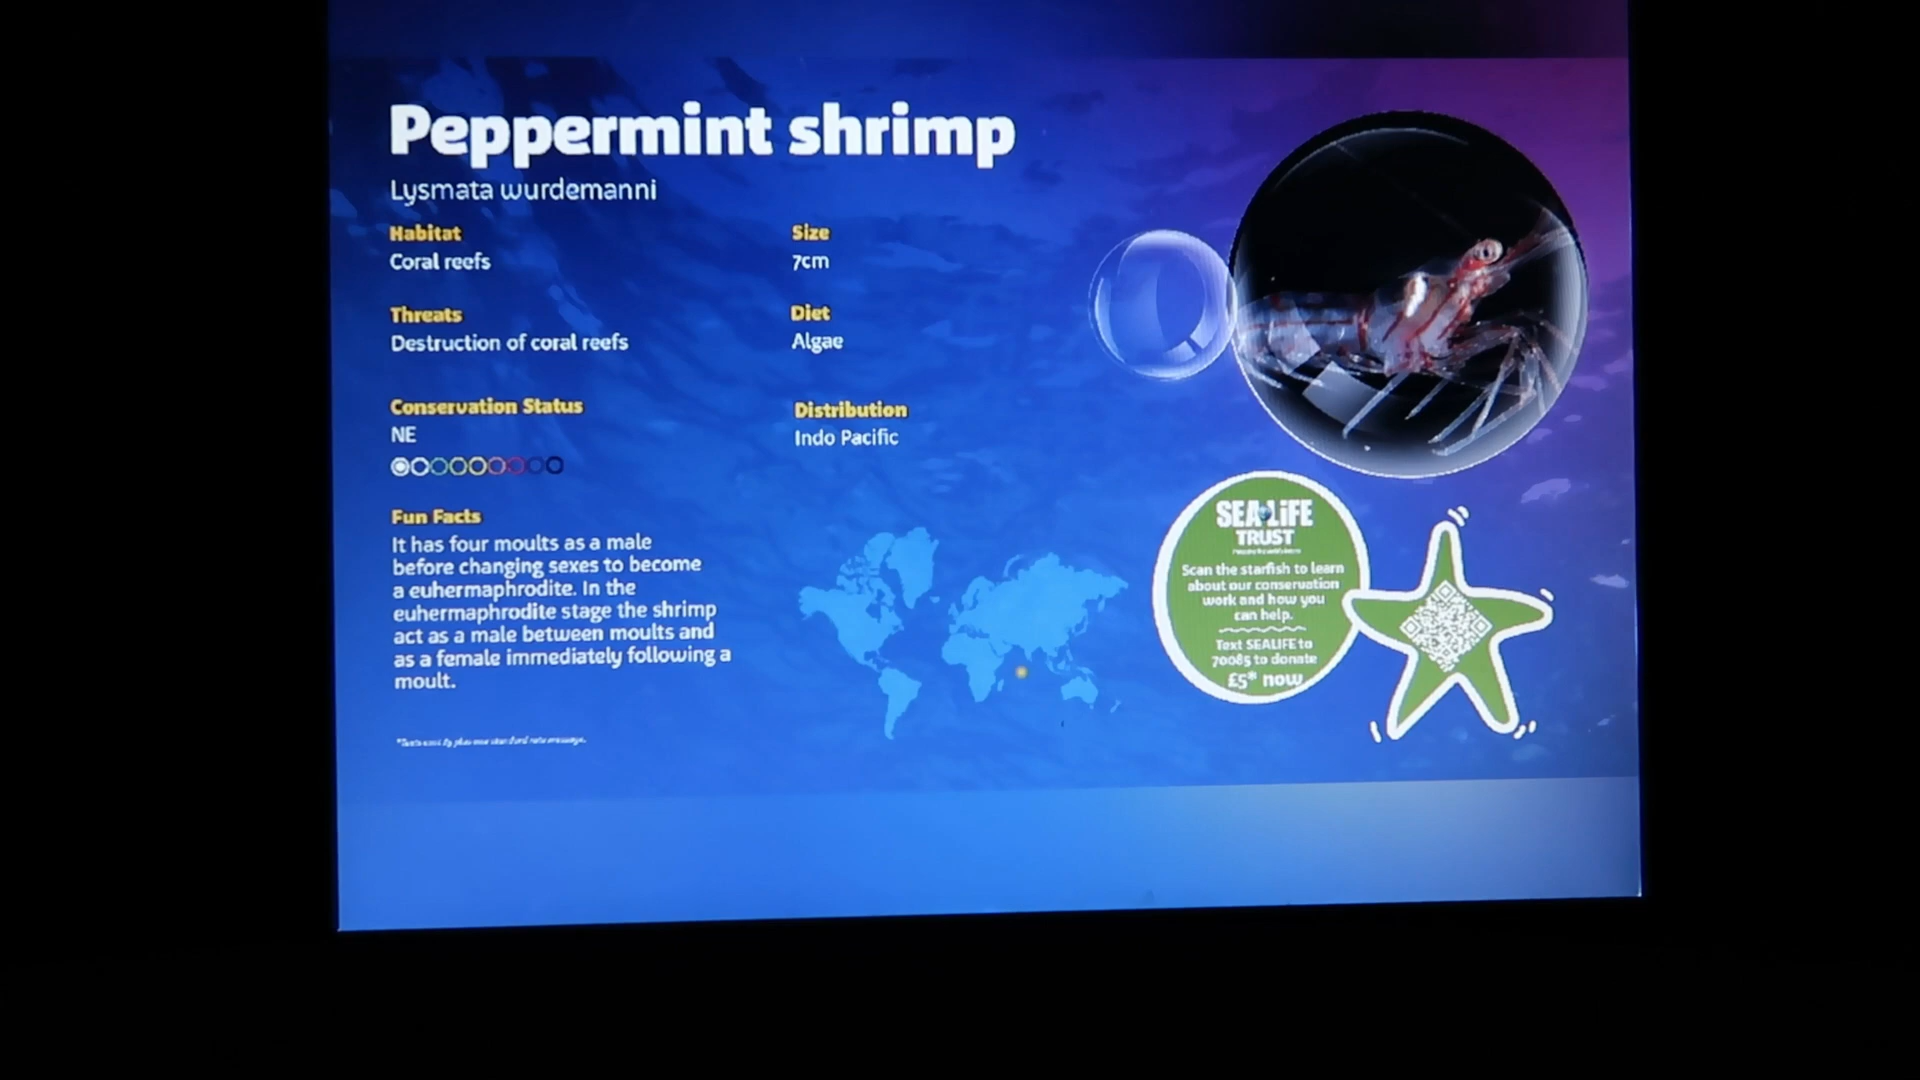 Peppermint shrimp
Lysmata wurdemanni
Habitat
Coral reefs
Size
7cm
Threats
Destruction of coral reefs
Diet
Algae
Conservation Status
NE
Distribution
Indo Pacific
Fun Facts
It has four moults as a male
before changing sexes to become
a euhermaphrodite. In the
euhermaphrodite stage the shrimp
act as a male between moults and
as a female immediately following a
moult.
SEA LiFE
TRUST
Scan the starfish to learn
about our conservation
work and how you
can help.
Text SEALIFE to
70085 to donate
£5* now